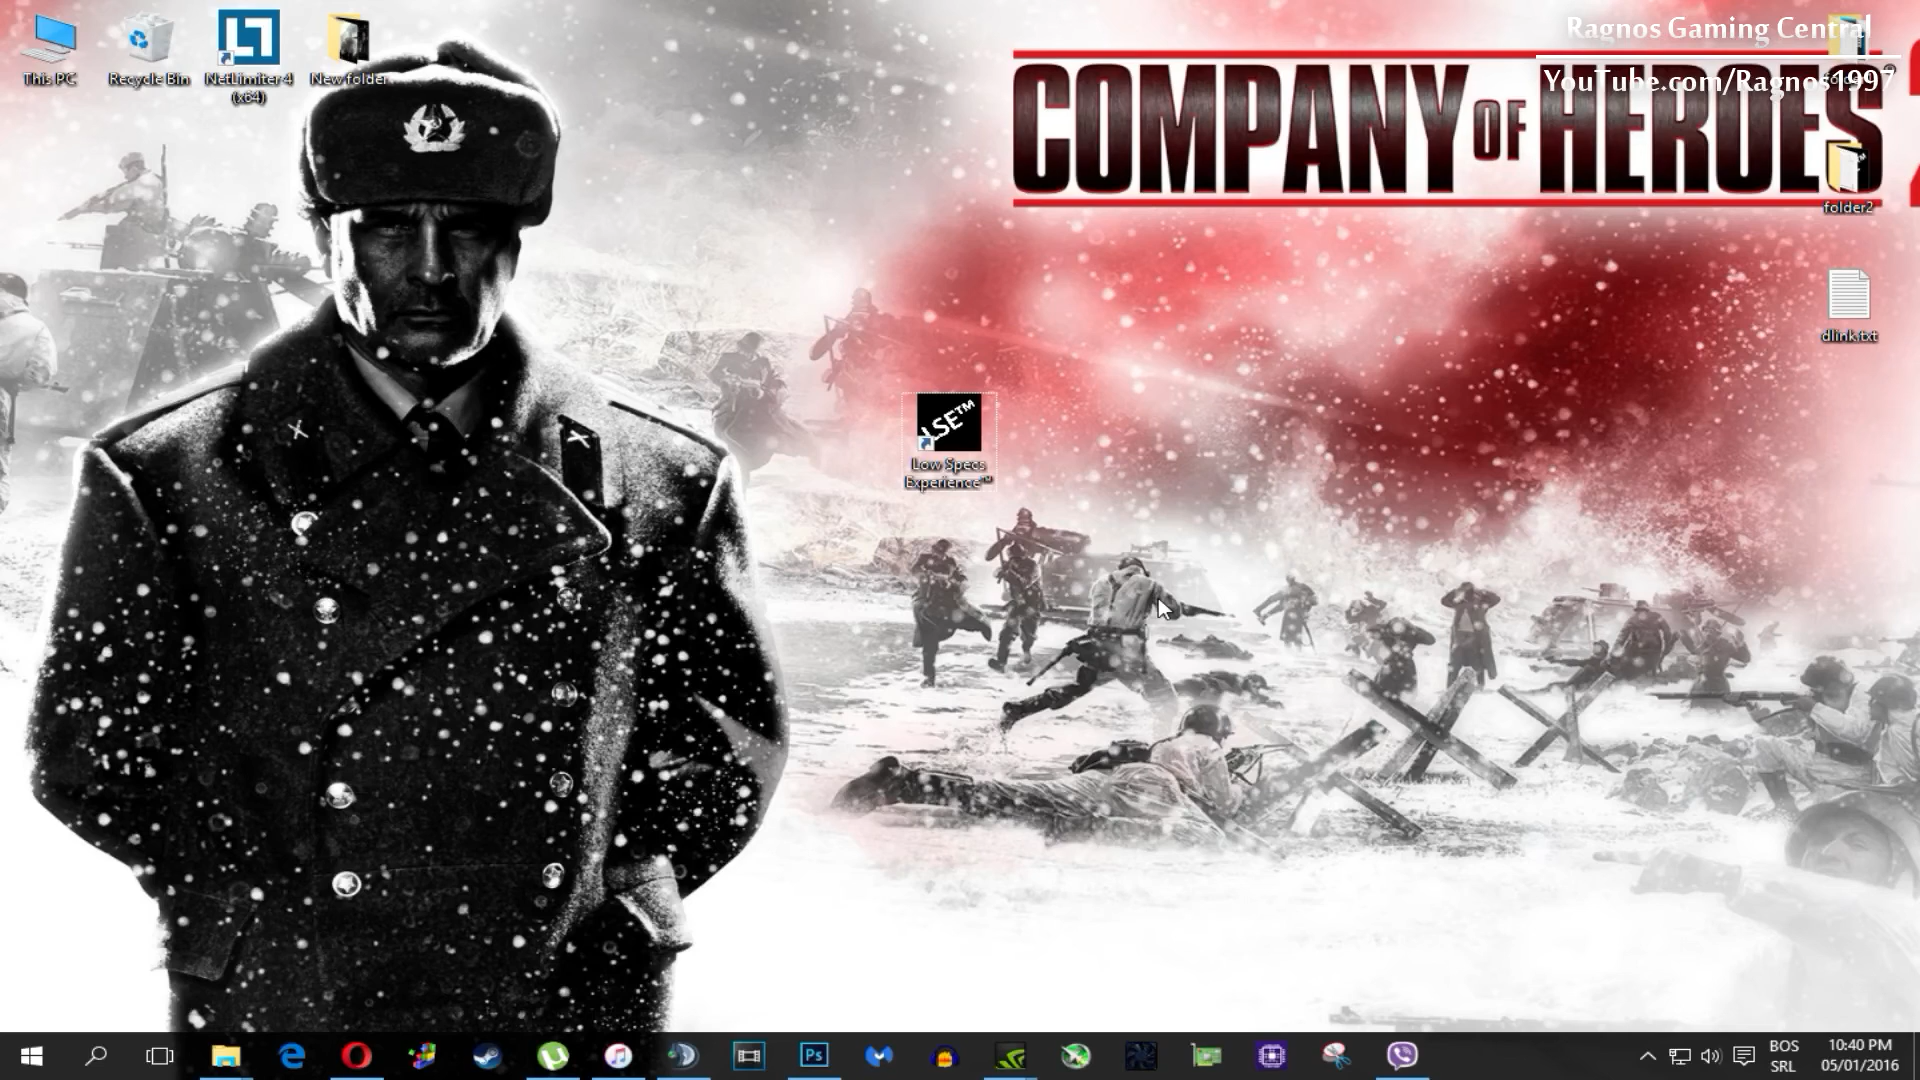 This PC
Recycle Bin
NetLimiter 4
(x64)
New folder
Ragnos Gaming Central
YouTube.com/Ragnos1997
COMPANY OF HEROES
folder2
dlink.txt
LSE™
Low Specs
Experience™
Ps
BOS
SRL
10:40 PM
05/01/2016